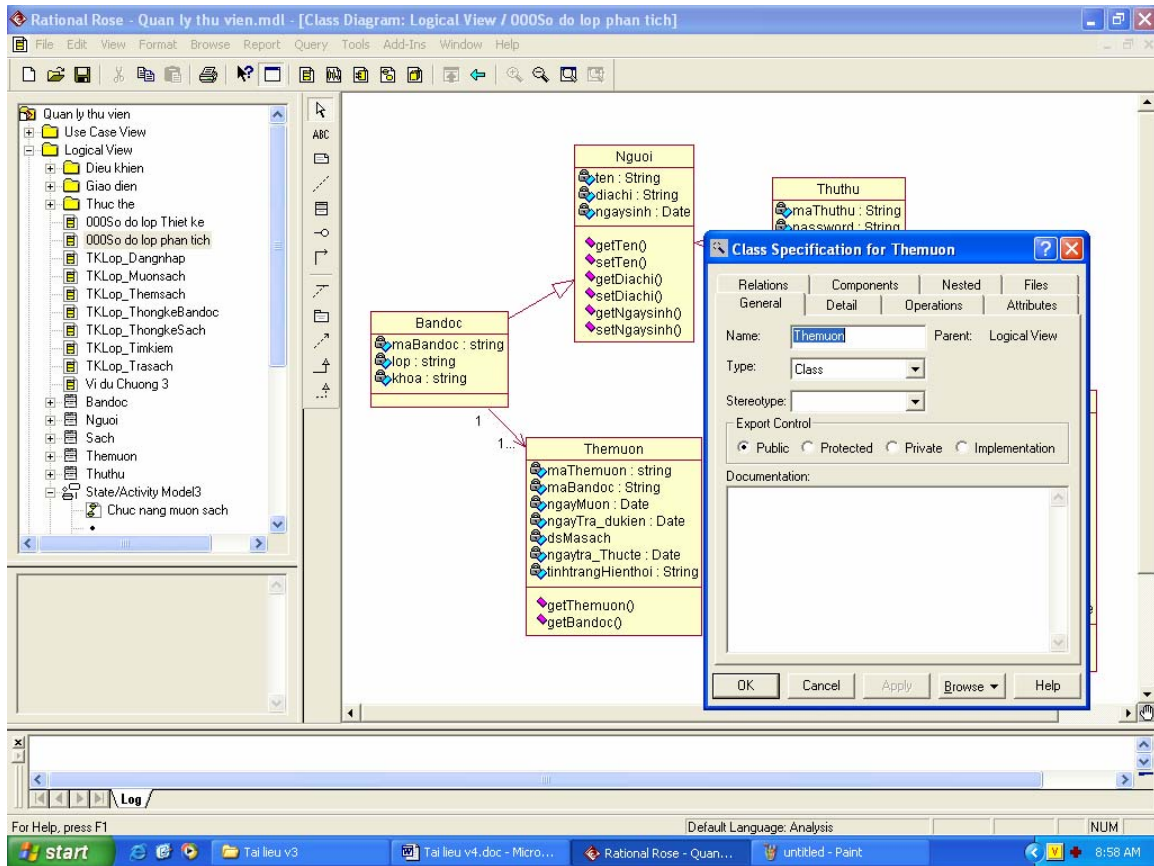 Rational Rose - Quan ly thu vien.mdl - [Class Diagram: Logical View / 000So do lop phan tich]
File Edit View Format Browse Report Query Tools Add-Ins Window Help
ABC
Quan ly thu vien
Use Case View
Logical View
Dieu khien
Giao dien
Thuc the
000So do lop Thiet ke
000So do lop phan tich
TKLop_Dangnhap
TKLop_Muonsach
TKLop_Themsach
TKLop_ThongkeBandoc
TKLop_ThongkeSach
TKLop_Timkiem
TKLop_Trasach
Vi du Chuong 3
Bandoc
Nguoi
Sach
Themuon
Thuthu
State/Activity Model3
Chuc nang muon sach
Nguoi
ten : String
diachi : String
ngaysinh : Date
getTen()
setTen()
getDiachi()
setDiachi()
getNgaysinh()
setNgaysinh()
Thuthu
maThuthu : String
password : String
Bandoc
maBandoc : string
lop : string
khoa : string
1
1...
Themuon
maThemuon : string
maBandoc : String
ngayMuon : Date
ngayTra_dukien : Date
dsMasach
ngaytra_Thucte : Date
tinhtrangHienthoi : String
getThemuon()
getBandoc()
Class Specification for Themuon
Relations Components Nested Files
General Detail Operations Attributes
Name: Themuon Parent: Logical View
Type: Class
Stereotype:
Export Control
Public Protected Private Implementation
Documentation:
OK Cancel Apply Browse Help
Log
For Help, press F1 Default Language: Analysis NUM
start Tai lieu v3 Tai lieu v4.doc - Micro... Rational Rose - Quan... untitled - Paint V 8:58 AM